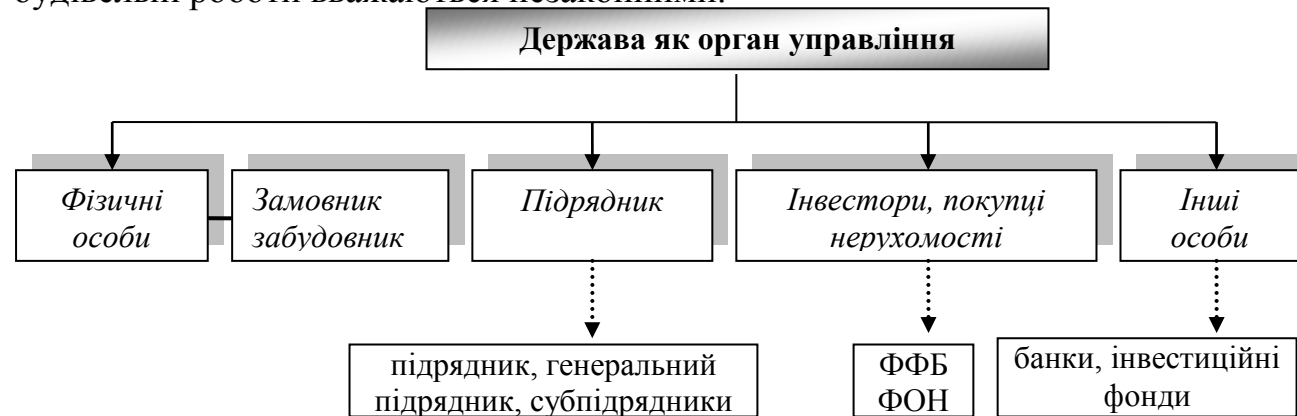 будівельні роботи вважаються незаконними.
Держава як орган управління
Фізичні
особи
Замовник
забудовник
Підрядник
Інвестори, покупці
нерухомості
Інші
особи
підрядник, генеральний
підрядник, субпідрядники
ФФБ
ФОН
банки, інвестиційні
фонди